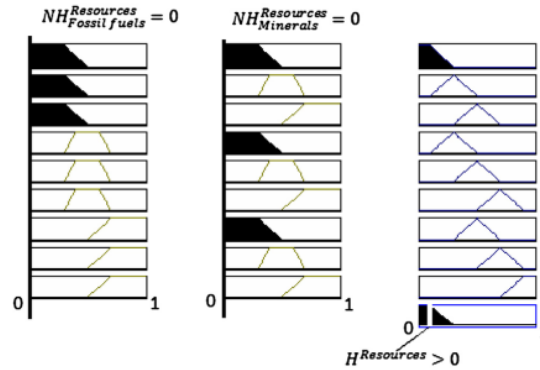 NH^{Resources}_{Fossil fuels} = 0
NH^{Resources}_{Minerals} = 0
0 1
0 1
0
H^{Resources} > 0